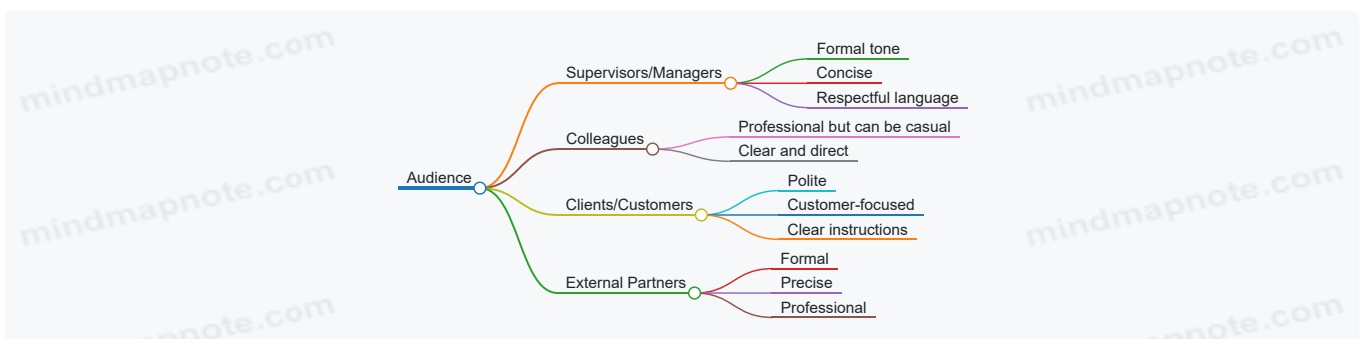 mindmapnote.com
mindmapnote.com
Formal tone
Supervisors/Managers
Concise
Respectful language
Professional but can be casual
Colleagues
Clear and direct
Audience
mindmapnote.com
mindmapnote.com
Polite
Clients/Customers
Customer-focused
Clear instructions
Formal
External Partners
Precise
Professional
mapnote.com
pnote.com